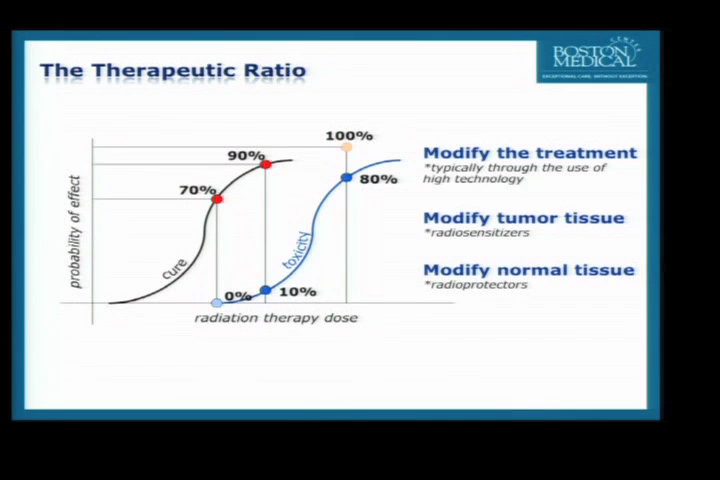 The Therapeutic Ratio
BOSTON
MEDICAL
CENTER
EXCEPTIONAL CARE. WITHOUT EXCEPTION.
100%
90%
70%
80%
0%
10%
probability of effect
cure
toxicity
radiation therapy dose
Modify the treatment
*typically through the use of
high technology
Modify tumor tissue
*radiosensitizers
Modify normal tissue
*radioprotectors